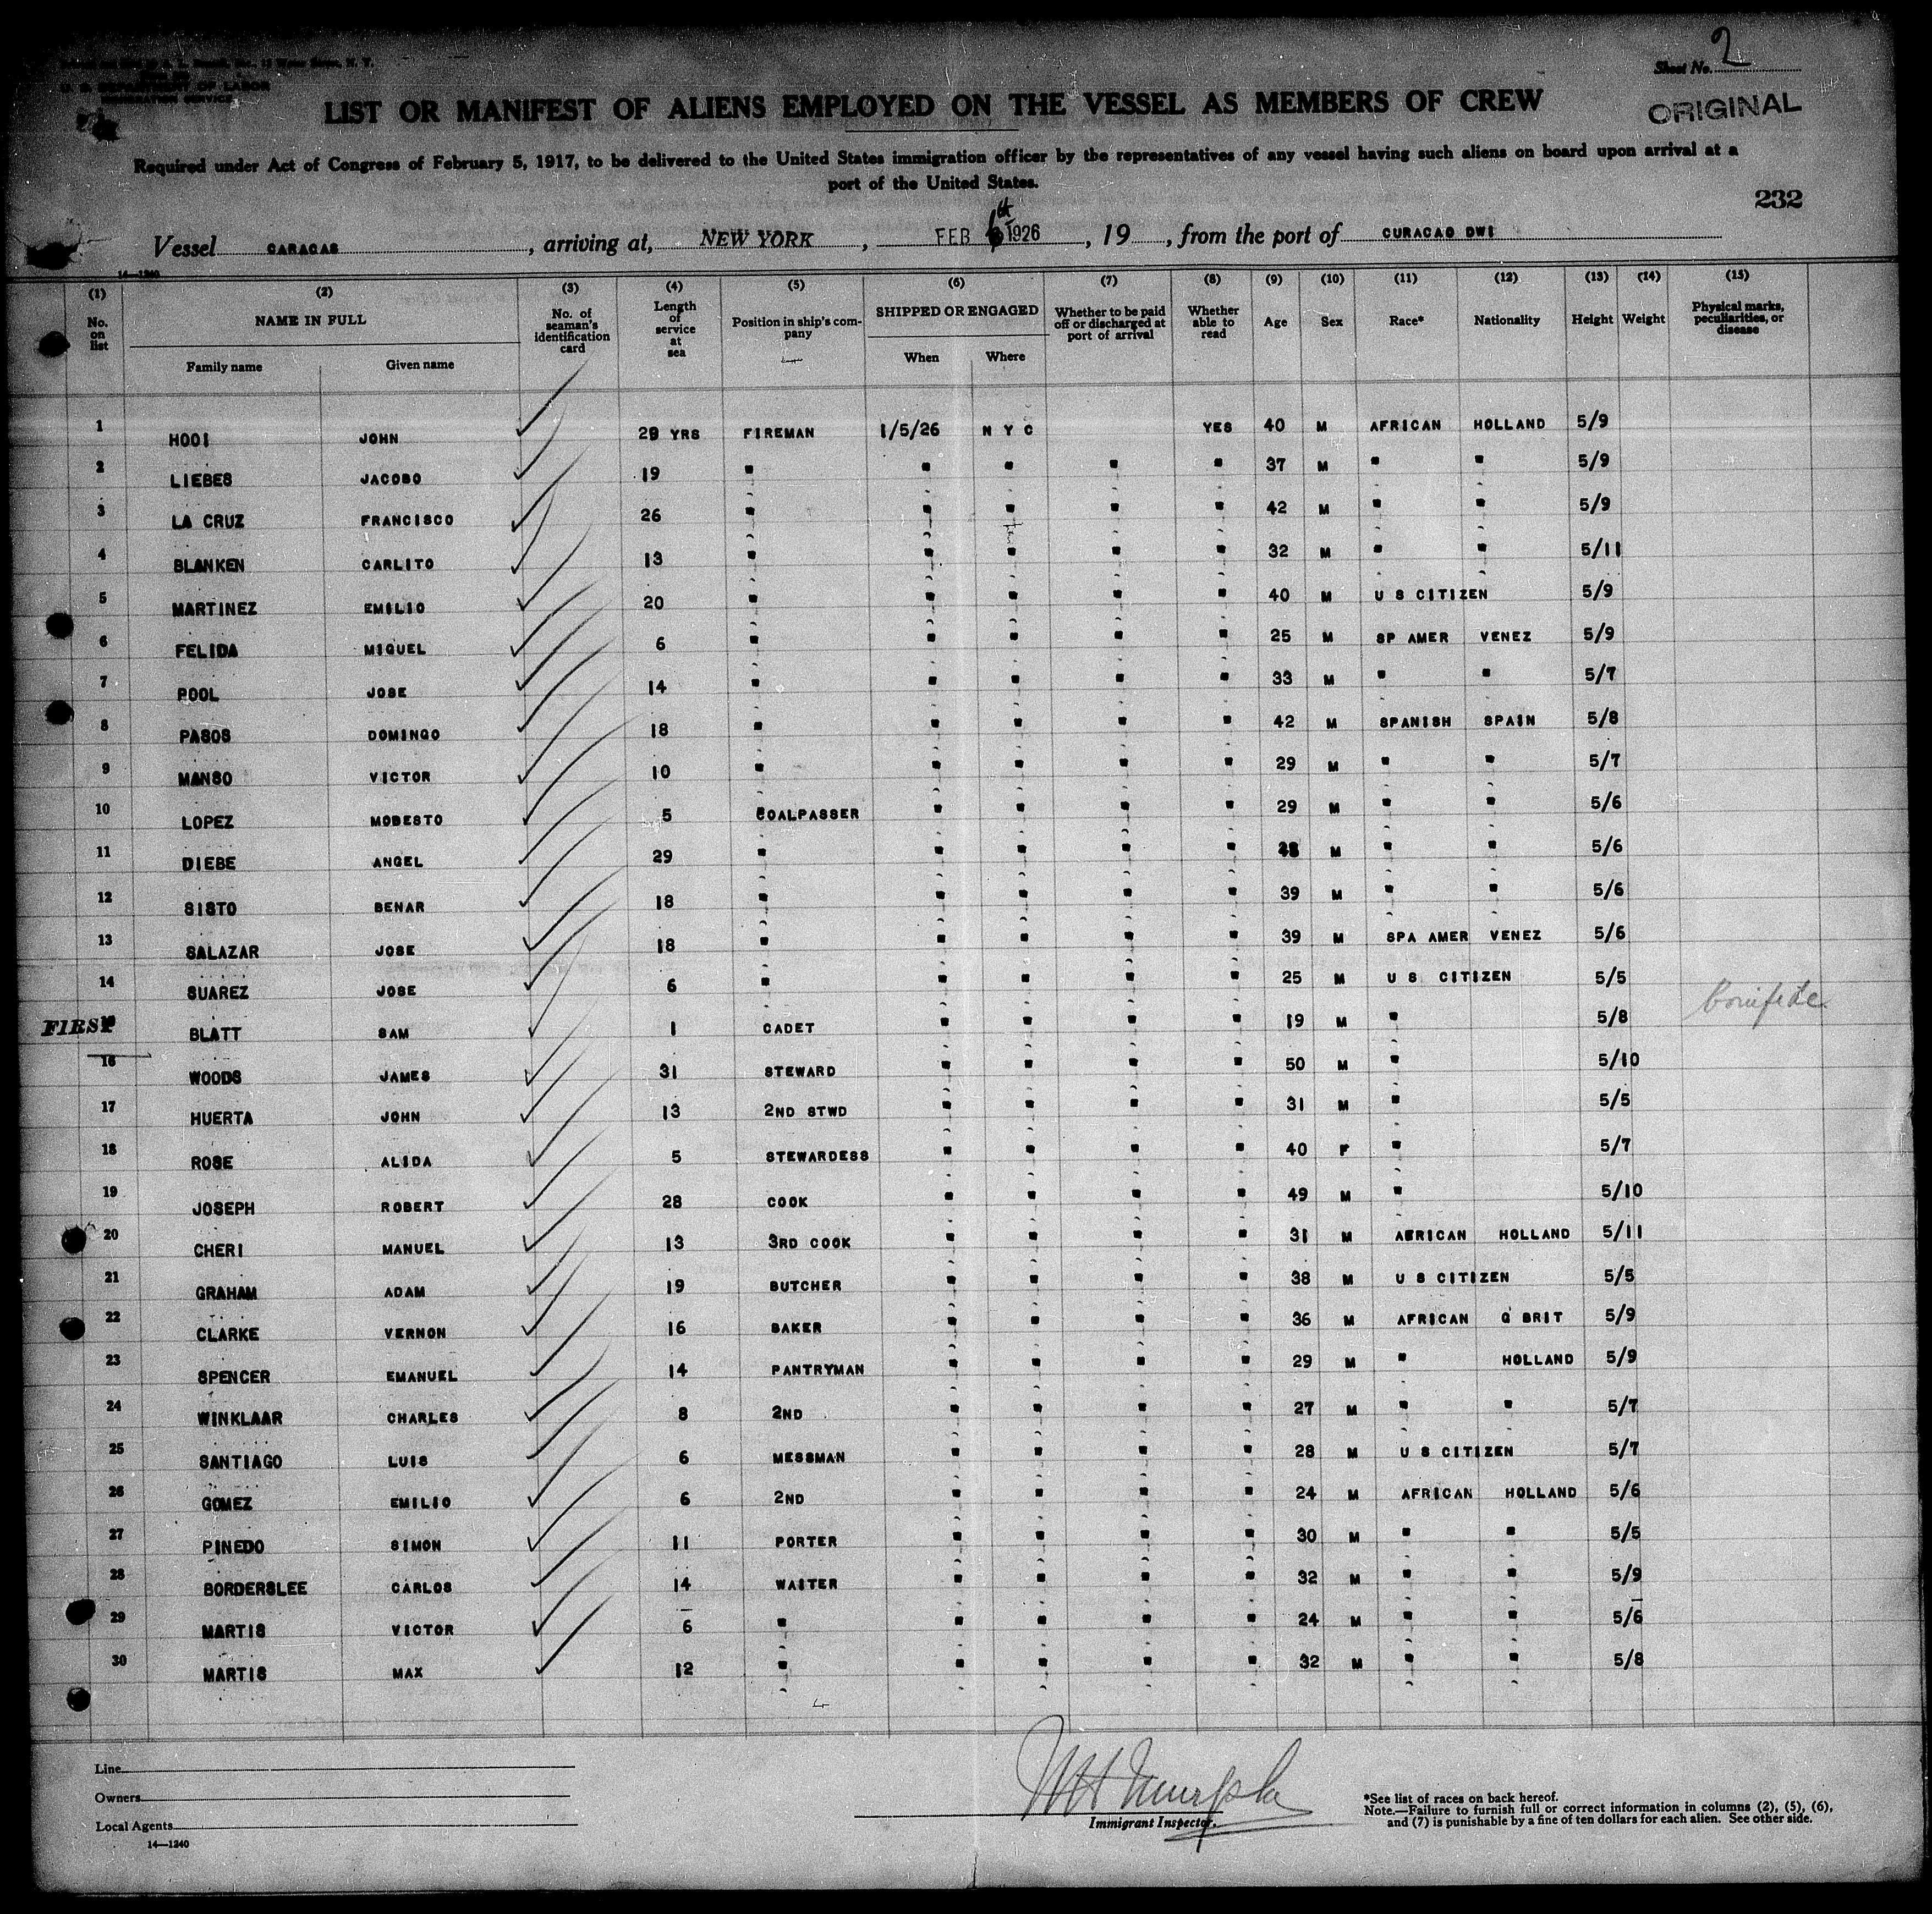 Sheet No. 2
U. S. DEPARTMENT OF LABOR
IMMIGRATION SERVICE
LIST OR MANIFEST OF ALIENS EMPLOYED ON THE VESSEL AS MEMBERS OF CREW
ORIGINAL
Required under Act of Congress of February 5, 1917, to be delivered to the United States immigration officer by the representatives of any vessel having such aliens on board upon arrival at a
port of the United States.
232
Vessel CARACAS, arriving at, NEW YORK, FEB 6th 1926, 19, from the port of CURACAO DWI
14—1240
(1) (2) (3) (4) (5) (6) (7) (8) (9) (10) (11) (12) (13) (14) (15)
No. on list NAME IN FULL No. of seaman's identification card Length of service at sea Position in ship's company SHIPPED OR ENGAGED Whether to be paid off or discharged at port of arrival Whether able to read Age Sex Race* Nationality Height Weight Physical marks, peculiarities, or disease
Family name Given name When Where
1 HOOI JOHN 29 YRS FIREMAN 1/5/26 N Y C YES 40 M AFRICAN HOLLAND 5/9
2 LIEBES JACOBO 19 " " " " " 37 M " " 5/9
3 LA CRUZ FRANCISCO 26 " " " " " 42 M " " 5/9
4 BLANKEN CARLITO 13 " " " " " 32 M " " 5/11
5 MARTINEZ EMILIO 20 " " " " " 40 M U S CITIZEN 5/9
6 FELIDA MIGUEL 6 " " " " " 25 M SP AMER VENEZ 5/9
7 POOL JOSE 14 " " " " " 33 M " " 5/7
8 PASOS DOMINGO 18 " " " " " 42 M SPANISH SPAIN 5/8
9 MANSO VICTOR 10 " " " " " 29 M " " 5/7
10 LOPEZ MODESTO 5 COALPASSER " " " " 29 M " " 5/6
11 DIEBE ANGEL 29 " " " " " 48 M " " 5/6
12 SISTO BENAR 18 " " " " " 39 M " " 5/6
13 SALAZAR JOSE 18 " " " " " 39 M SPA AMER VENEZ 5/6
14 SUAREZ JOSE 6 " " " " " 25 M U S CITIZEN 5/5
FIRST BLATT SAM 1 CADET " " " " 19 M " 5/8 Bonifide.
16 WOODS JAMES 31 STEWARD " " " " 50 M " 5/10
17 HUERTA JOHN 13 2ND STWD " " " " 31 M " 5/5
18 ROSE ALIDA 5 STEWARDESS " " " " 40 F " 5/7
19 JOSEPH ROBERT 28 COOK " " " " 49 M " 5/10
20 CHERI MANUEL 13 3RD COOK " " " " 31 M AFRICAN HOLLAND 5/11
21 GRAHAM ADAM 19 BUTCHER " " " " 38 M U S CITIZEN 5/5
22 CLARKE VERNON 16 BAKER " " " " 36 M AFRICAN G BRIT 5/9
23 SPENCER EMANUEL 14 PANTRYMAN " " " " 29 M " HOLLAND 5/9
24 WINKLAAR CHARLES 8 2ND " " " " 27 M " " 5/7
25 SANTIAGO LUIS 6 MESSMAN " " " " 28 M U S CITIZEN 5/7
26 GOMEZ EMILIO 6 2ND " " " " 24 M AFRICAN HOLLAND 5/6
27 PINEDO SIMON 11 PORTER " " " " 30 M " " 5/5
28 BORDERSLEE CARLOS 14 WAITER " " " " 32 M " " 5/9
29 MARTIS VICTOR 6 " " " " " 24 M " " 5/6
30 MARTIS MAX 12 " " " " " 32 M " " 5/8
Line
Owners
Local Agents
14—1240
Immigrant Inspector.
*See list of races on back hereof.
Note.—Failure to furnish full or correct information in columns (2), (5), (6),
and (7) is punishable by a fine of ten dollars for each alien. See other side.